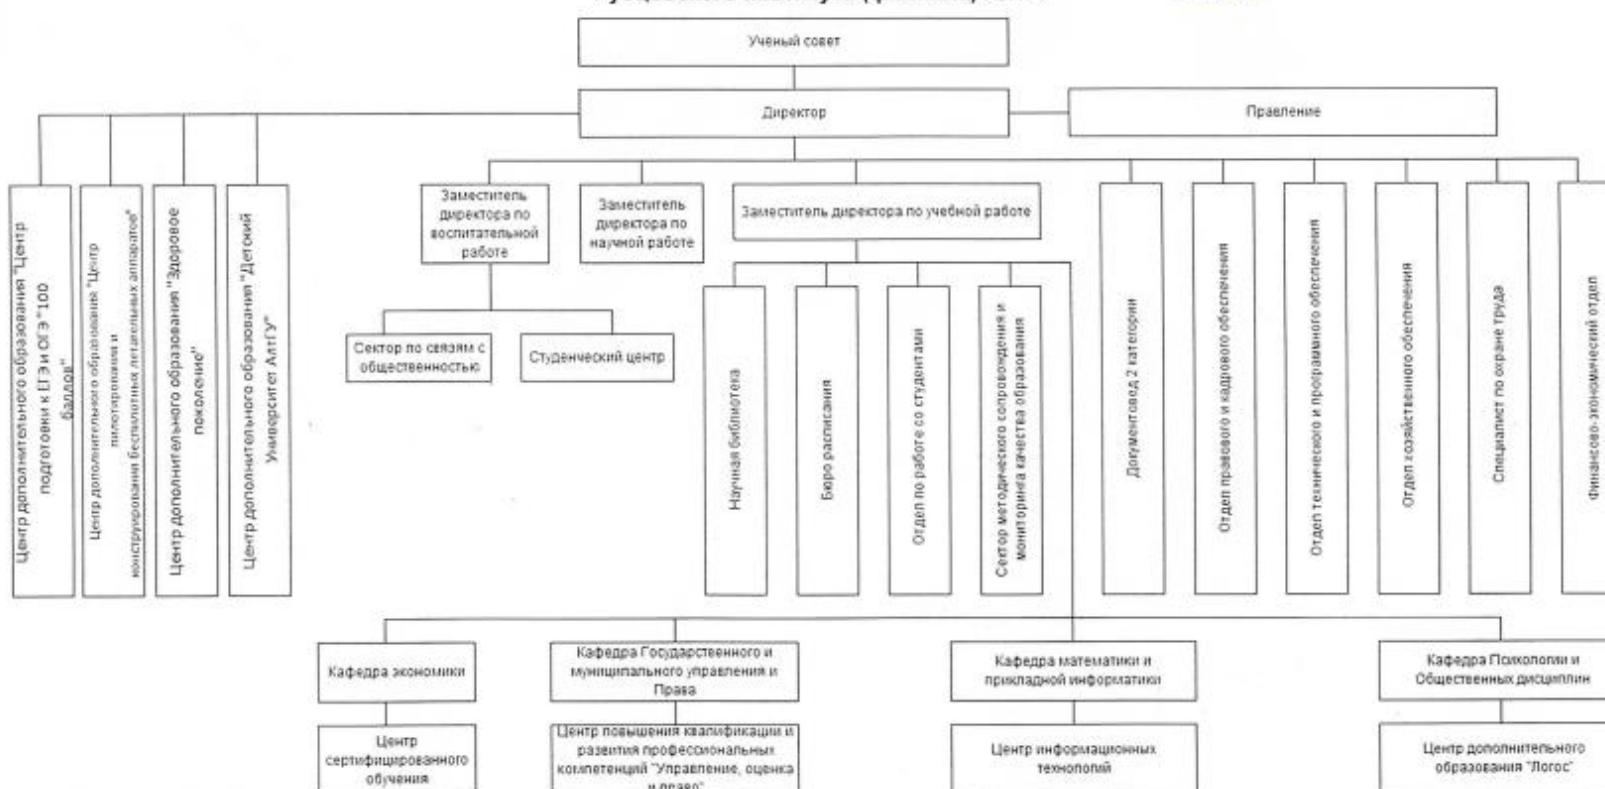 Ученый совет
Директор
Правление
Центр дополнительного образования "Центр
подготовки к ЕГЭ и ОГЭ "100
баллов"
Центр дополнительного образования "Центр
пилотирования и
конструирования беспилотных летательных аппаратов"
Центр дополнительного образования "Здоровое
поколение"
Центр дополнительного образования "Детский
Университет АлтГУ"
Заместитель
директора по
воспитательной
работе
Заместитель
директора по
научной работе
Заместитель директора по учебной работе
Сектор по связям с
общественностью
Студенческий центр
Научная библиотека
Бюро расписания
Отдел по работе со студентами
Сектор методического сопровождения и
мониторинга качества образования
Документовед 2 категории
Отдел правового и кадрового обеспечения
Отдел технического и программного обеспечения
Отдел хозяйственного обеспечения
Специалист по охране труда
Финансово-экономический отдел
Кафедра экономики
Кафедра Государственного и
муниципального управления и
Права
Кафедра математики и
прикладной информатики
Кафедра Психологии и
Общественных дисциплин
Центр
сертифицированного
обучения
Центр повышения квалификации и
развития профессиональных
компетенций "Управление, оценка
и право"
Центр информационных
технологий
Центр дополнительного
образования "Логос"